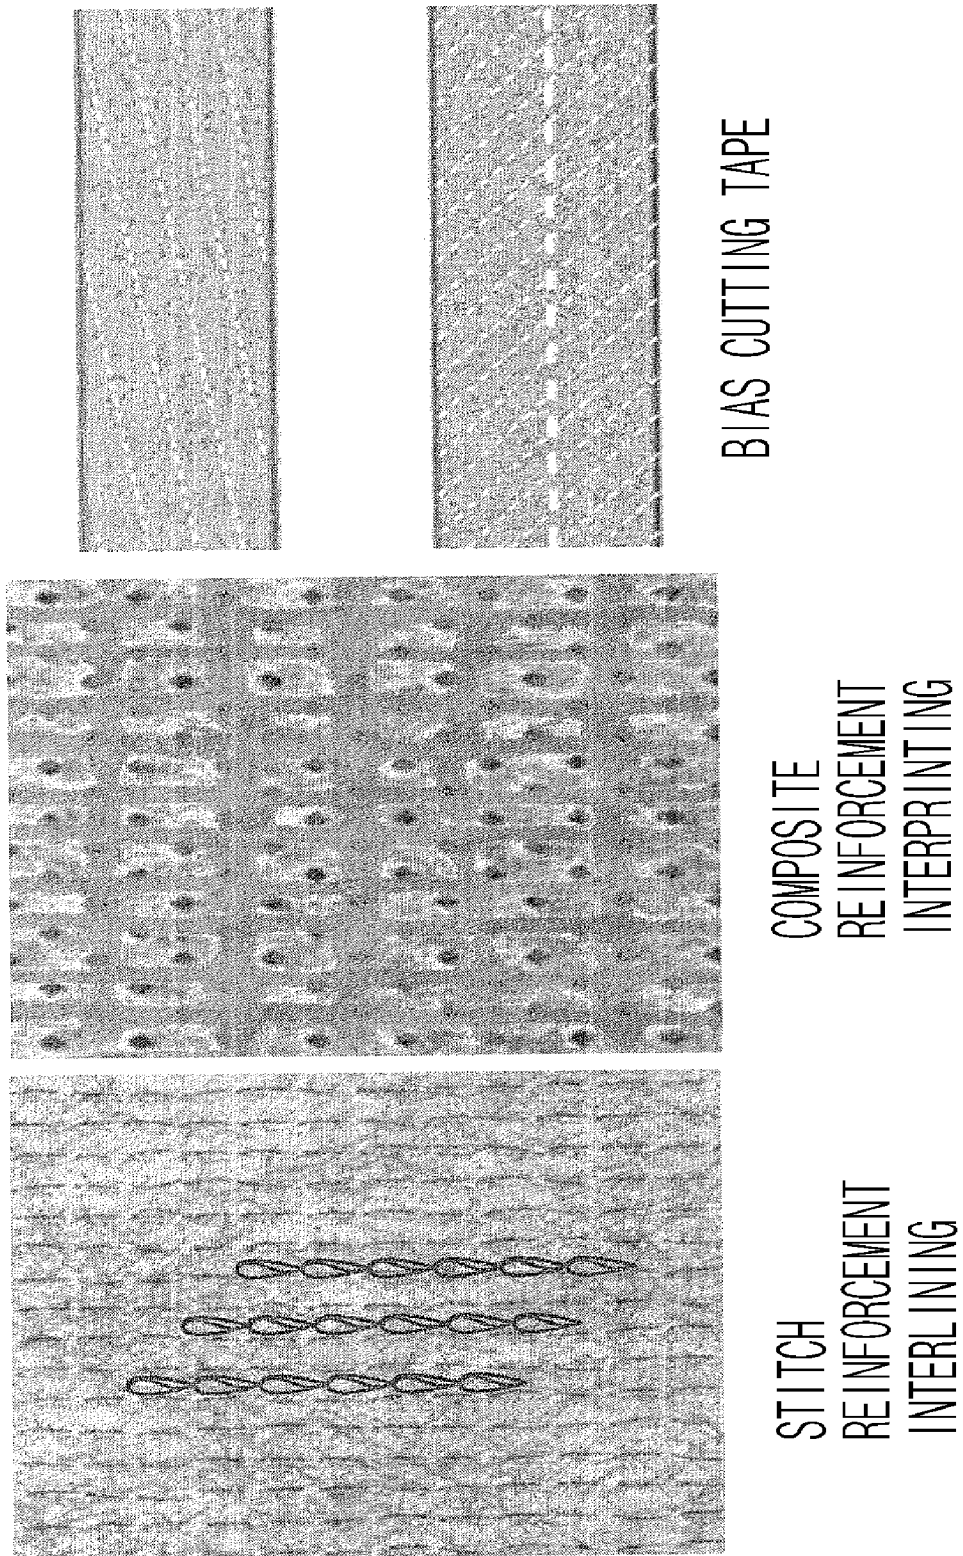 STITCH
REINFORCEMENT
INTERLINING
COMPOSITE
REINFORCEMENT
INTERPRINTING
BIAS CUTTING TAPE